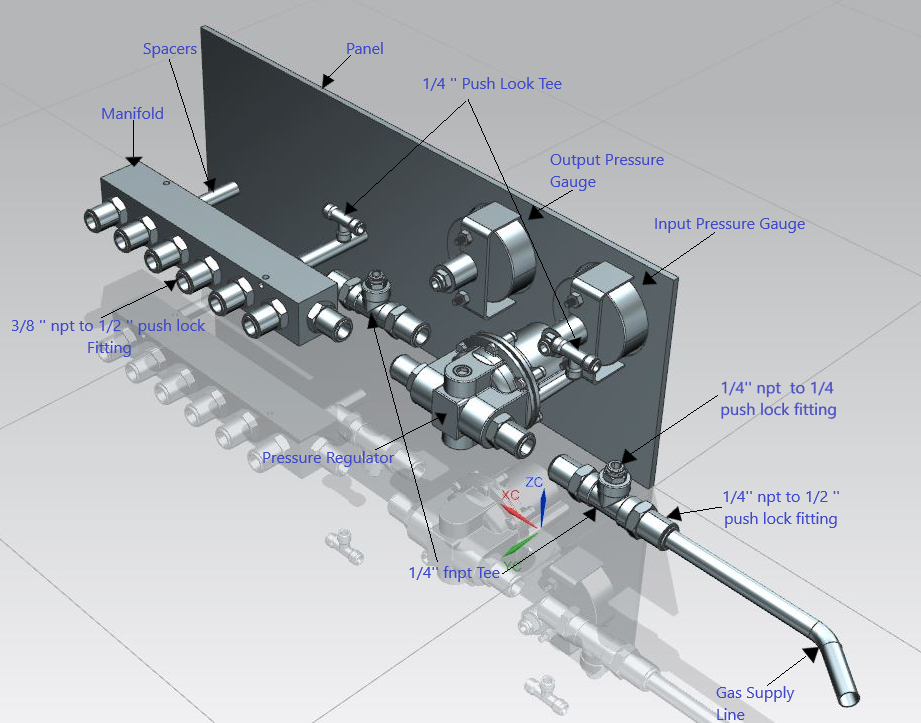 Spacers
Panel
1/4 '' Push Look Tee
Manifold
Output Pressure
Gauge
Input Pressure Gauge
3/8 '' npt to 1/2 '' push lock
Fitting
1/4'' npt  to 1/4
push lock fitting
Pressure Regulator
ZC
XC
1/4'' npt to 1/2 ''
push lock fitting
1/4'' fnpt Tee
Gas Supply
Line